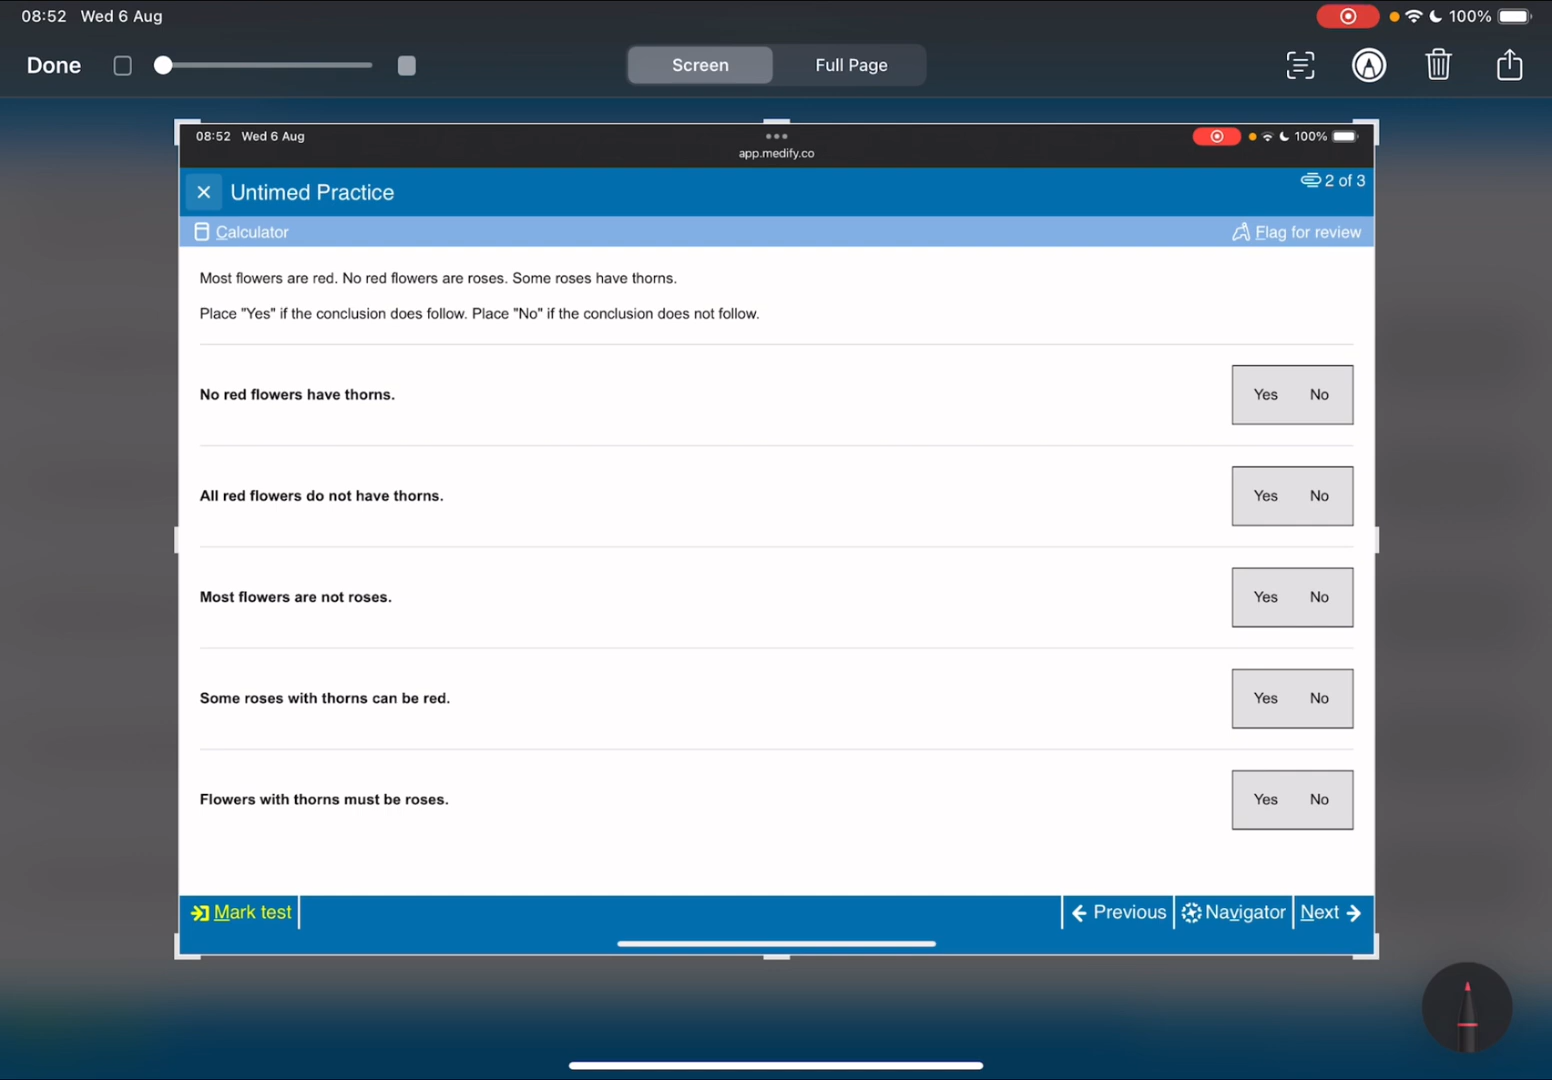 08:52 Wed 6 Aug
100%
Done
Screen
Full Page
08:52 Wed 6 Aug
100%
app.medify.co
Untimed Practice
2 of 3
Calculator
Flag for review
Most flowers are red. No red flowers are roses. Some roses have thorns.
Place "Yes" if the conclusion does follow. Place "No" if the conclusion does not follow.
No red flowers have thorns.
Yes No
All red flowers do not have thorns.
Yes No
Most flowers are not roses.
Yes No
Some roses with thorns can be red.
Yes No
Flowers with thorns must be roses.
Yes No
Mark test
Previous
Navigator
Next